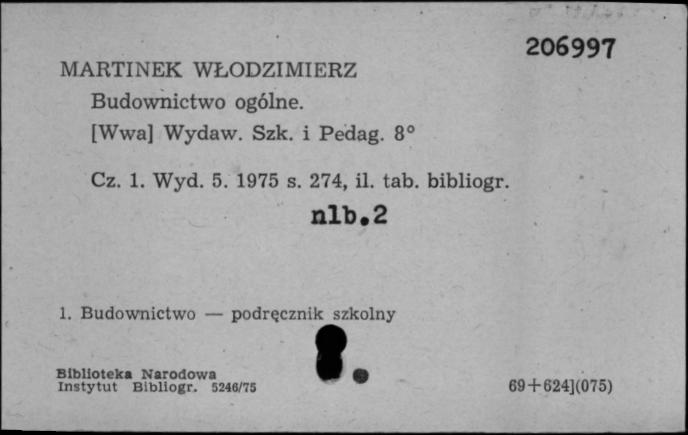 206997
MARTINEK WŁODZIMIERZ
Budownictwo ogólne.
[Wwa] Wydaw. Szk. i Pedag. 8°
Cz. 1. Wyd. 5. 1975 s. 274, il. tab. bibliogr.
nlb.2
1. Budownictwo — podręcznik szkolny
Biblioteka Narodowa
Instytut Bibliogr. 5246/75
69+624](075)